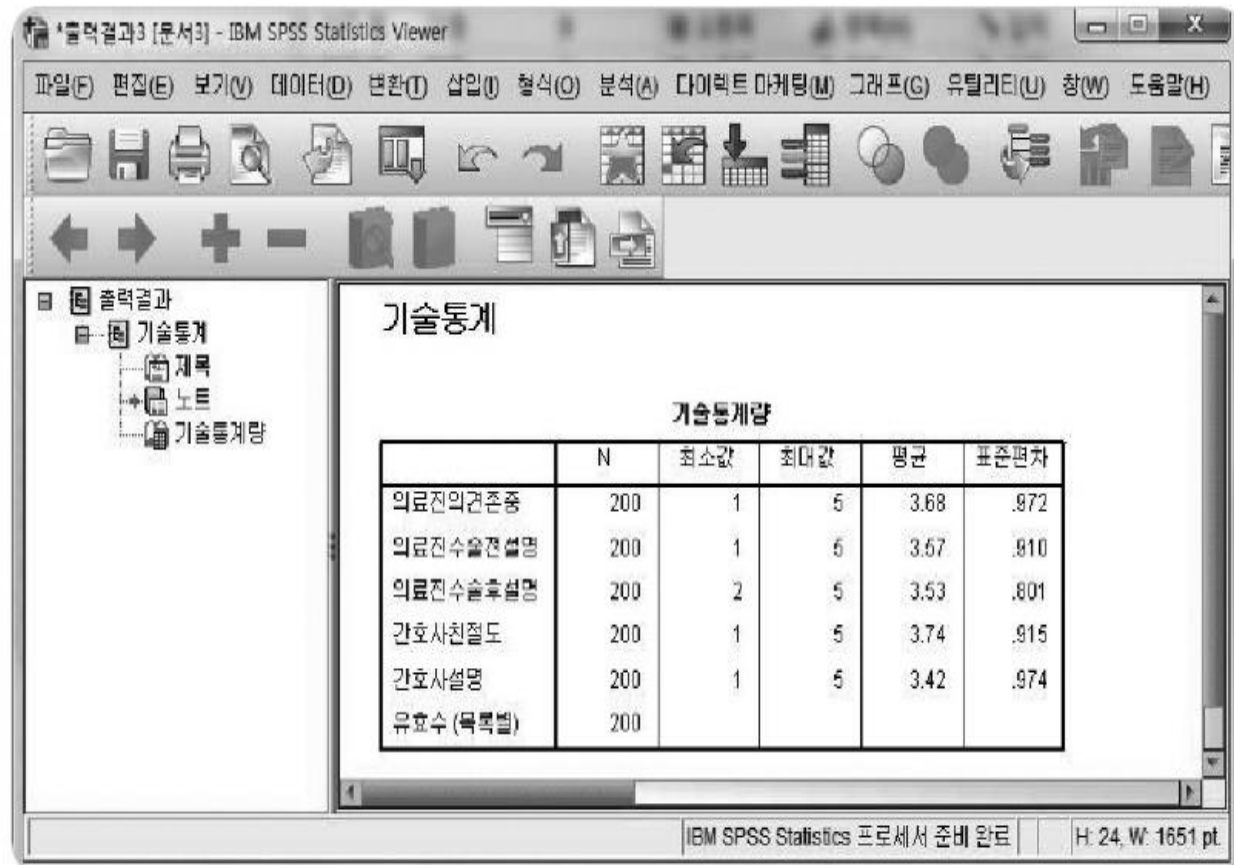 *출력결과3 [문서3] - IBM SPSS Statistics Viewer
파일(F) 편집(E) 보기(V) 데이터(D) 변환(T) 삽입(I) 형식(O) 분석(A) 다이렉트 마케팅(M) 그래프(G) 유틸리티(U) 창(W) 도움말(H)
출력결과
기술통계
제목
노트
기술통계량
기술통계
기술통계량
N 최소값 최대값 평균 표준편차
의료진의견존중 200 1 5 3.68 .972
의료진수술전설명 200 1 5 3.57 .910
의료진수술후설명 200 2 5 3.53 .801
간호사친절도 200 1 5 3.74 .915
간호사설명 200 1 5 3.42 .974
유효수 (목록별) 200
IBM SPSS Statistics 프로세서 준비 완료 H: 24, W: 1651 pt.